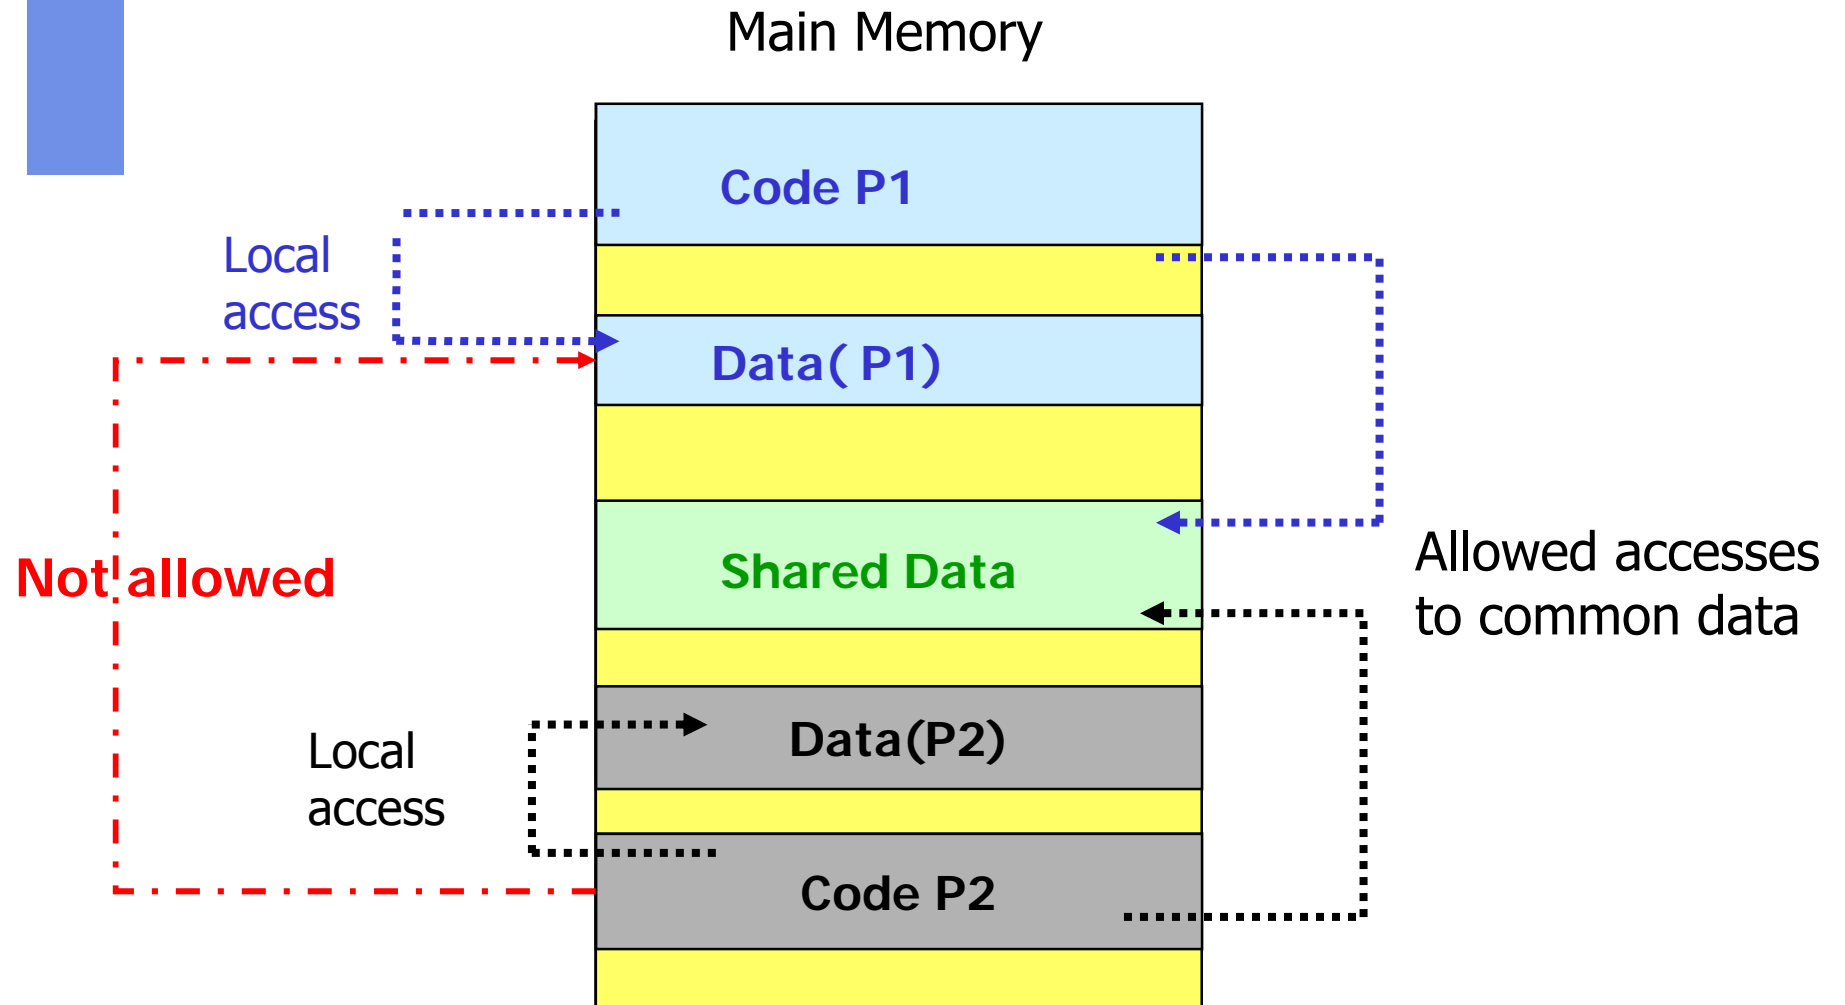 Main Memory
Code P1
Local
access
Data( P1)
Not allowed
Shared Data
Allowed accesses
to common data
Data(P2)
Local
access
Code P2